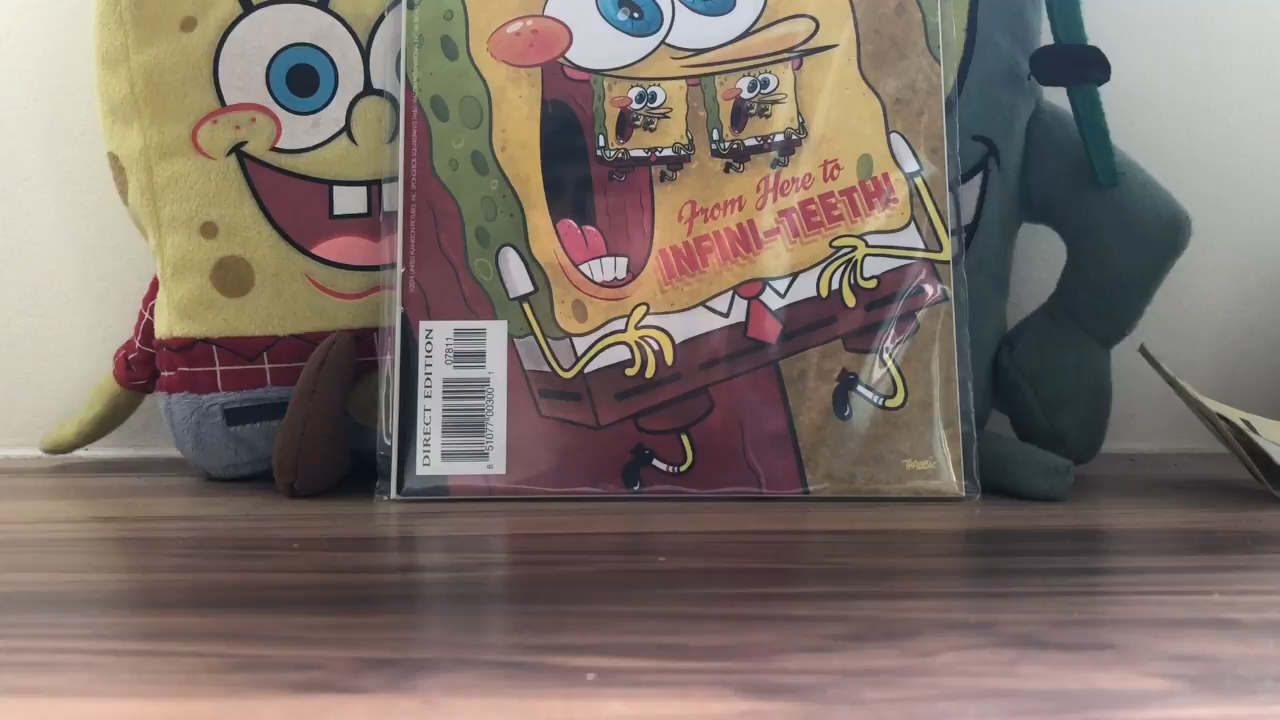 From Here to
INFINI-TEETH!
DIRECT EDITION
07811
8 51077 00300 1